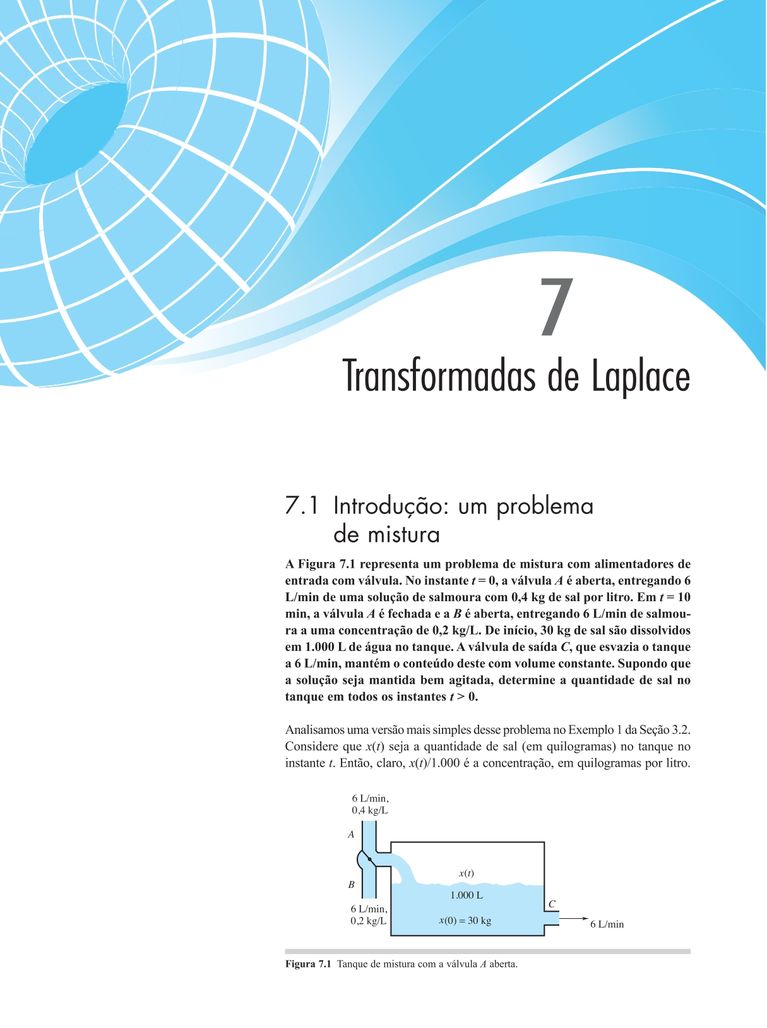 7
Transformadas de Laplace
7.1 Introdução: um problema
de mistura
A Figura 7.1 representa um problema de mistura com alimentadores de
entrada com válvula. No instante t = 0, a válvula A é aberta, entregando 6
L/min de uma solução de salmoura com 0,4 kg de sal por litro. Em t = 10
min, a válvula A é fechada e a B é aberta, entregando 6 L/min de salmou-
ra a uma concentração de 0,2 kg/L. De início, 30 kg de sal são dissolvidos
em 1.000 L de água no tanque. A válvula de saída C, que esvazia o tanque
a 6 L/min, mantém o conteúdo deste com volume constante. Supondo que
a solução seja mantida bem agitada, determine a quantidade de sal no
tanque em todos os instantes t > 0.
Analisamos uma versão mais simples desse problema no Exemplo 1 da Seção 3.2.
Considere que x(t) seja a quantidade de sal (em quilogramas) no tanque no
instante t. Então, claro, x(t)/1.000 é a concentração, em quilogramas por litro.
6 L/min,
0,4 kg/L
A
x(t)
B
1.000 L
C
6 L/min,
0,2 kg/L
x(0) = 30 kg
6 L/min
Figura 7.1 Tanque de mistura com a válvula A aberta.